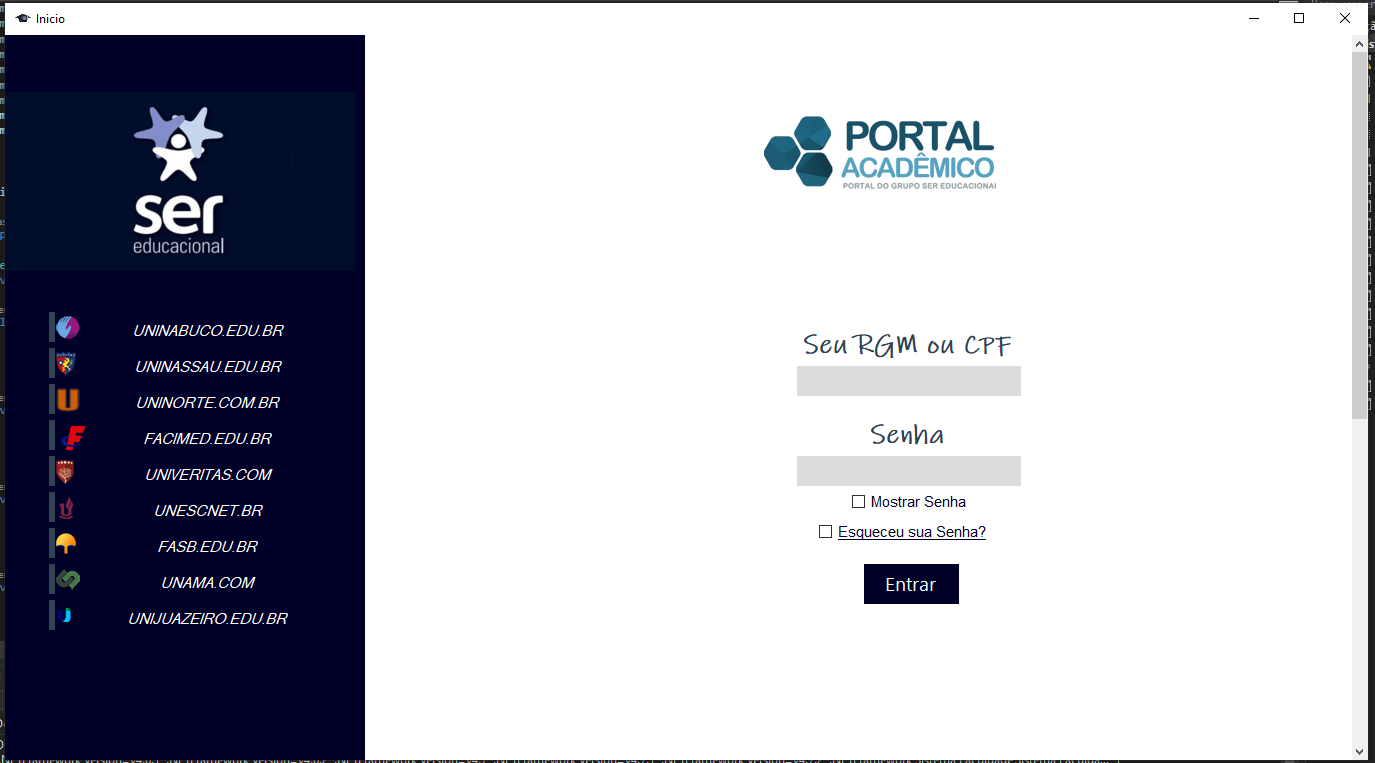 Inicio
ser
educacional
UNINABUCO.EDU.BR
UNINASSAU.EDU.BR
UNINORTE.COM.BR
FACIMED.EDU.BR
UNIVERITAS.COM
UNESCNET.BR
FASB.EDU.BR
UNAMA.COM
UNIJUAZEIRO.EDU.BR
PORTAL
ACADÊMICO
PORTAL DO GRUPO SER EDUCACIONAL
Seu RGM ou CPF
Senha
Mostrar Senha
Esqueceu sua Senha?
Entrar